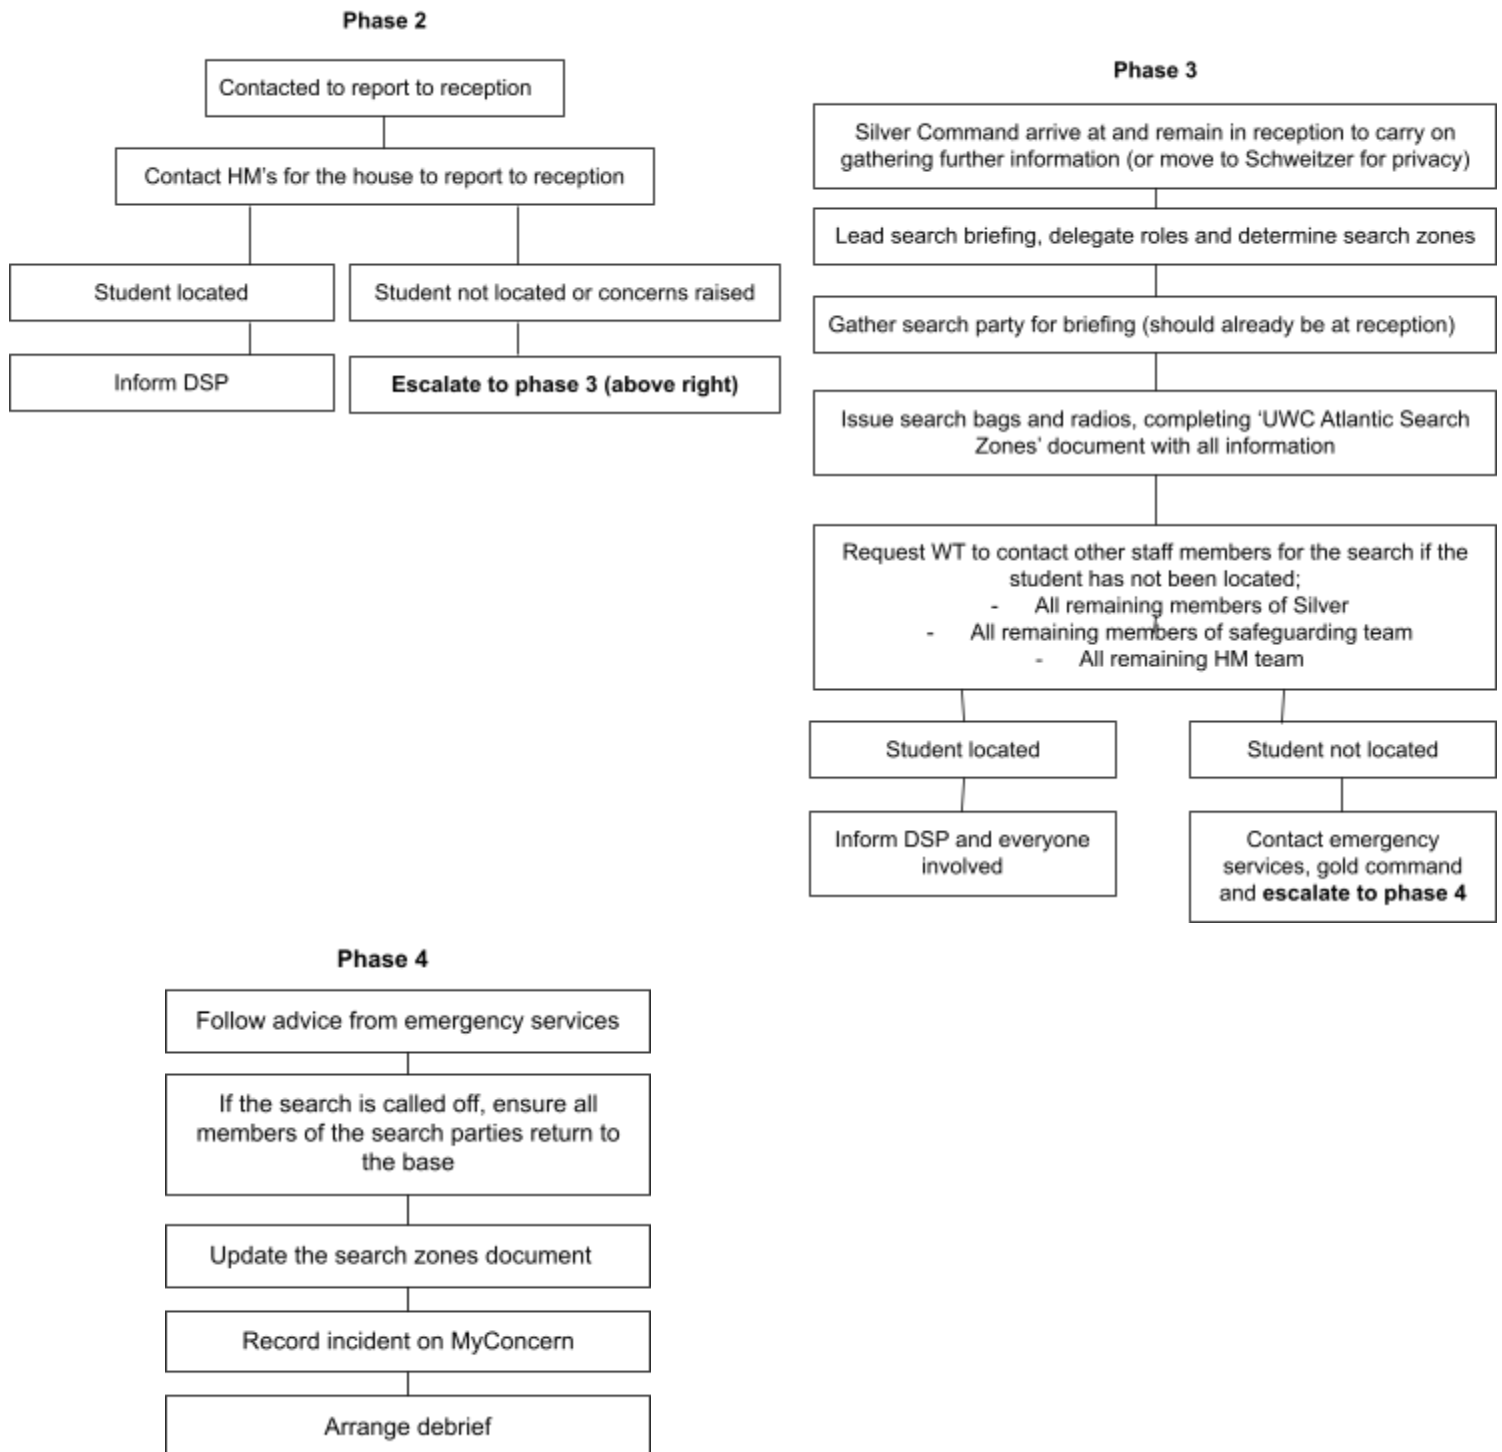 Phase 2
Contacted to report to reception
Contact HM's for the house to report to reception
Student located
Student not located or concerns raised
Inform DSP
Escalate to phase 3 (above right)
Phase 3
Silver Command arrive at and remain in reception to carry on
gathering further information (or move to Schweitzer for privacy)
Lead search briefing, delegate roles and determine search zones
Gather search party for briefing (should already be at reception)
Issue search bags and radios, completing ‘UWC Atlantic Search
Zones’ document with all information
Request WT to contact other staff members for the search if the
student has not been located;
- All remaining members of Silver
- All remaining members of safeguarding team
- All remaining HM team
Student located
Student not located
Inform DSP and everyone
involved
Contact emergency
services, gold command
and escalate to phase 4
Phase 4
Follow advice from emergency services
If the search is called off, ensure all
members of the search parties return to
the base
Update the search zones document
Record incident on MyConcern
Arrange debrief